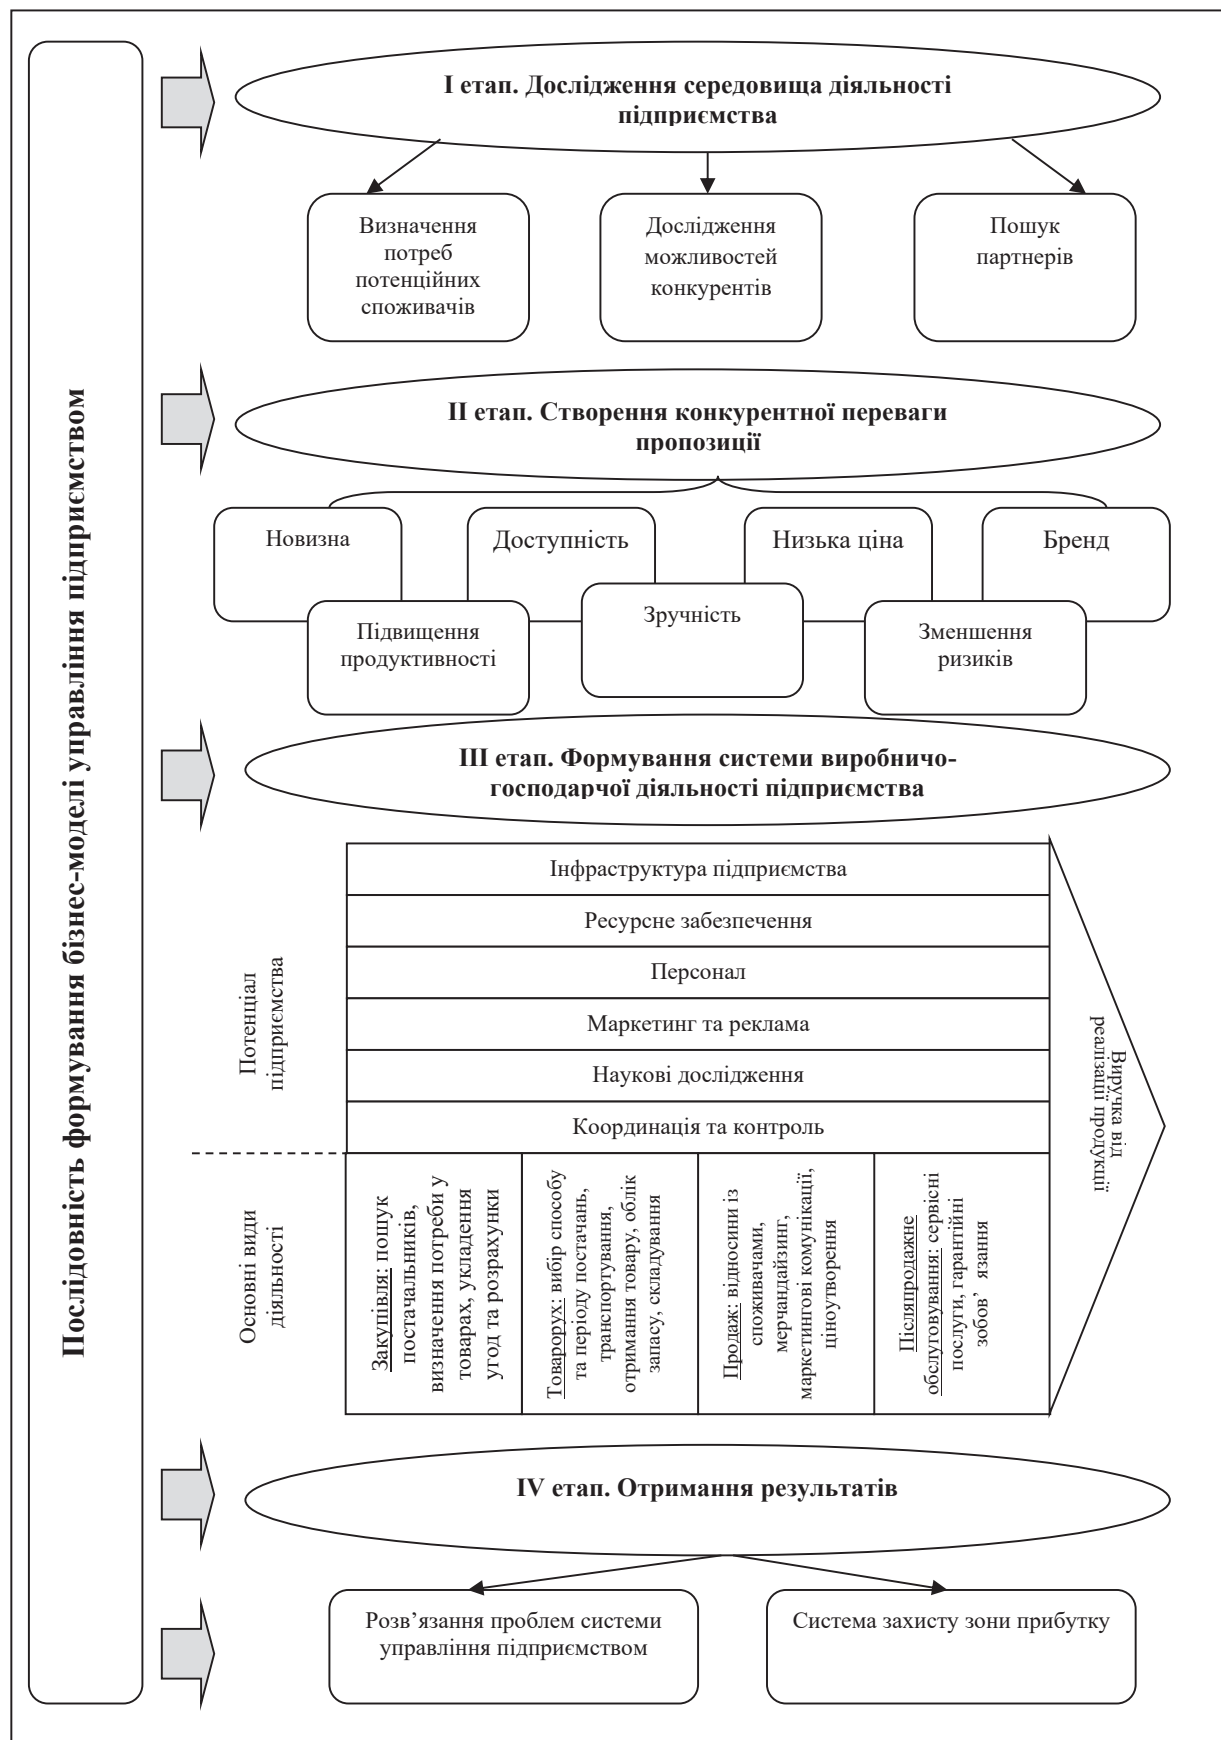 Послідовність формування бізнес-моделі управління підприємством
І етап. Дослідження середовища діяльності
підприємства
Визначення
потреб
потенційних
споживачів
Дослідження
можливостей
конкурентів
Пошук
партнерів
ІІ етап. Створення конкурентної переваги
пропозиції
Новизна
Доступність
Низька ціна
Бренд
Підвищення
продуктивності
Зручність
Зменшення
ризиків
ІІІ етап. Формування системи виробничо-
господарчої діяльності підприємства
Потенціал
підприємства
Інфраструктура підприємства
Ресурсне забезпечення
Персонал
Маркетинг та реклама
Наукові дослідження
Координація та контроль
Виручка від
реалізації продукції
Основні види
діяльності
Закупівля: пошук
постачальників,
визначення потреби у
товарах, укладення
угод та розрахунки
Товарорух: вибір способу
та періоду постачань,
транспортування,
отримання товару, облік
запасу, складування
Продаж: відносини із
споживачами,
мерчандайзинг,
маркетингові комунікації,
ціноутворення
Післяпродажне
обслуговування: сервісні
послуги, гарантійні
зобов’ язання
IV етап. Отримання результатів
Розв’язання проблем системи
управління підприємством
Система захисту зони прибутку